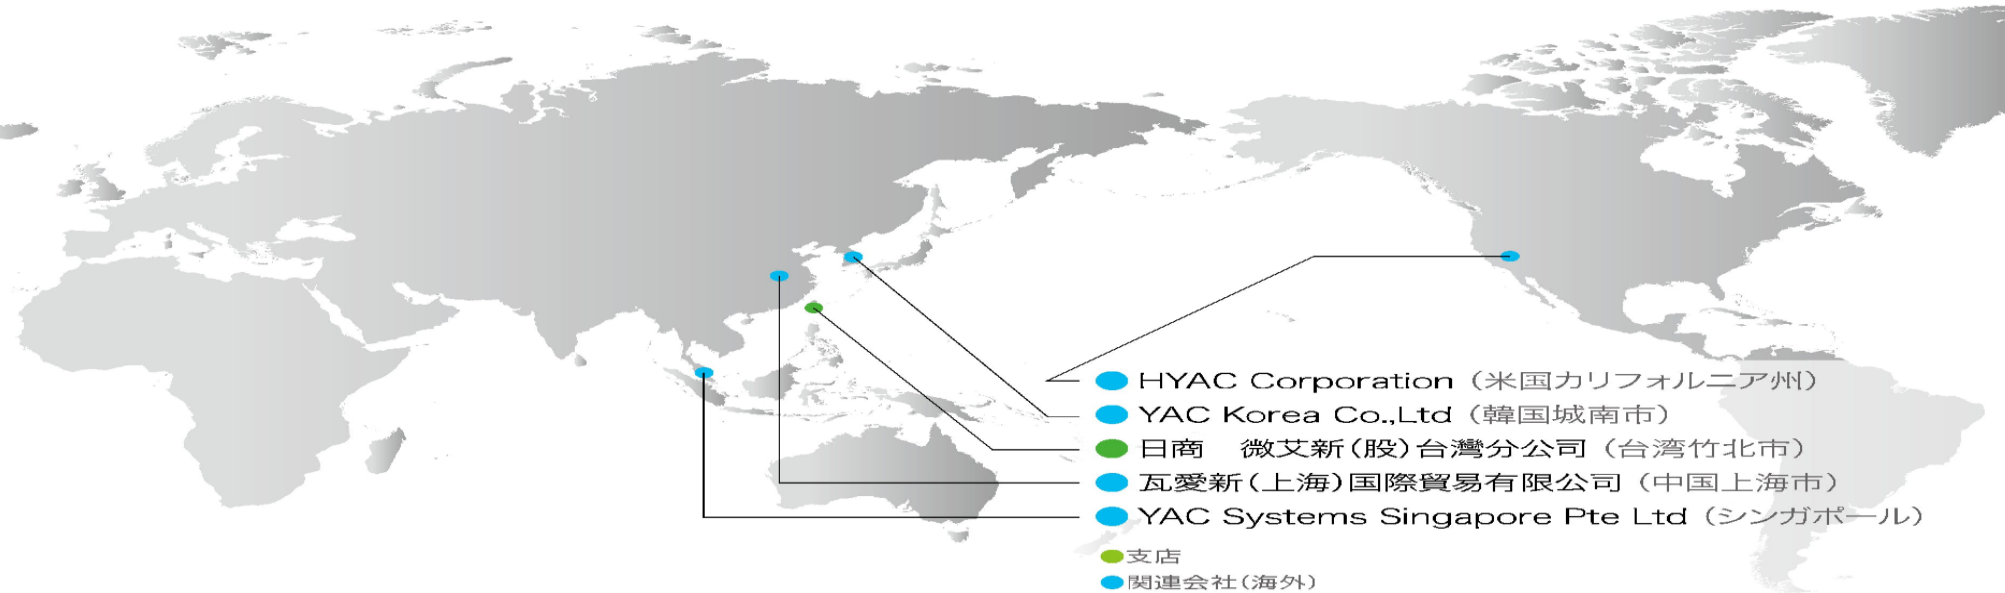 HYAC Corporation（米国カリフォルニア州）
YAC Korea Co.,Ltd（韓国城南市）
日商　微艾新（股）台灣分公司（台湾竹北市）
瓦愛新（上海）国際貿易有限公司（中国上海市）
YAC Systems Singapore Pte Ltd（シンガポール）
支店
関連会社（海外）